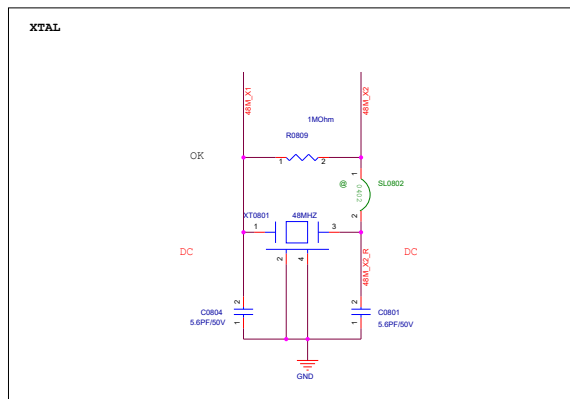 XTAL
48M_X1
48M_X2
1MOhm
R0809
OK
1
2
1
@
0402
SL0802
2
XT0801
48MHZ
1
3
2
4
DC
DC
48M_X2_R
C0804
2
1
5.6PF/50V
2
1
C0801
5.6PF/50V
GND